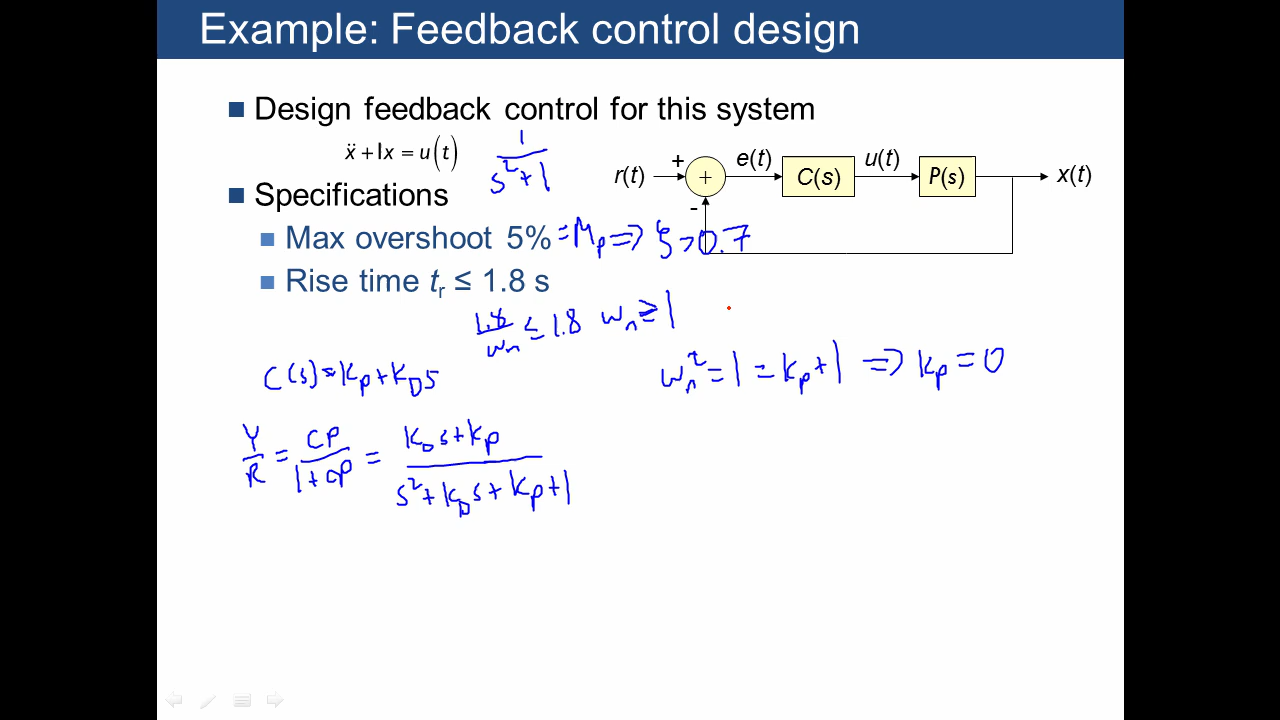 Example: Feedback control design
Design feedback control for this system
ẍ + 1x = u(t)
1/(s² + 1)
Specifications
Max overshoot 5% = Mp ⇒ ζ > 0.7
Rise time tr ≤ 1.8 s
r(t)
+
+
-
e(t)
C(s)
u(t)
P(s)
x(t)
1.8/ωn ≤ 1.8 ωn ≥ 1
C(s) = Kp + KDs
ωn² = 1 = Kp + 1 ⇒ Kp = 0
Y/R = CP/(1 + CP) = (KDs + Kp)/(s² + KDs + Kp + 1)